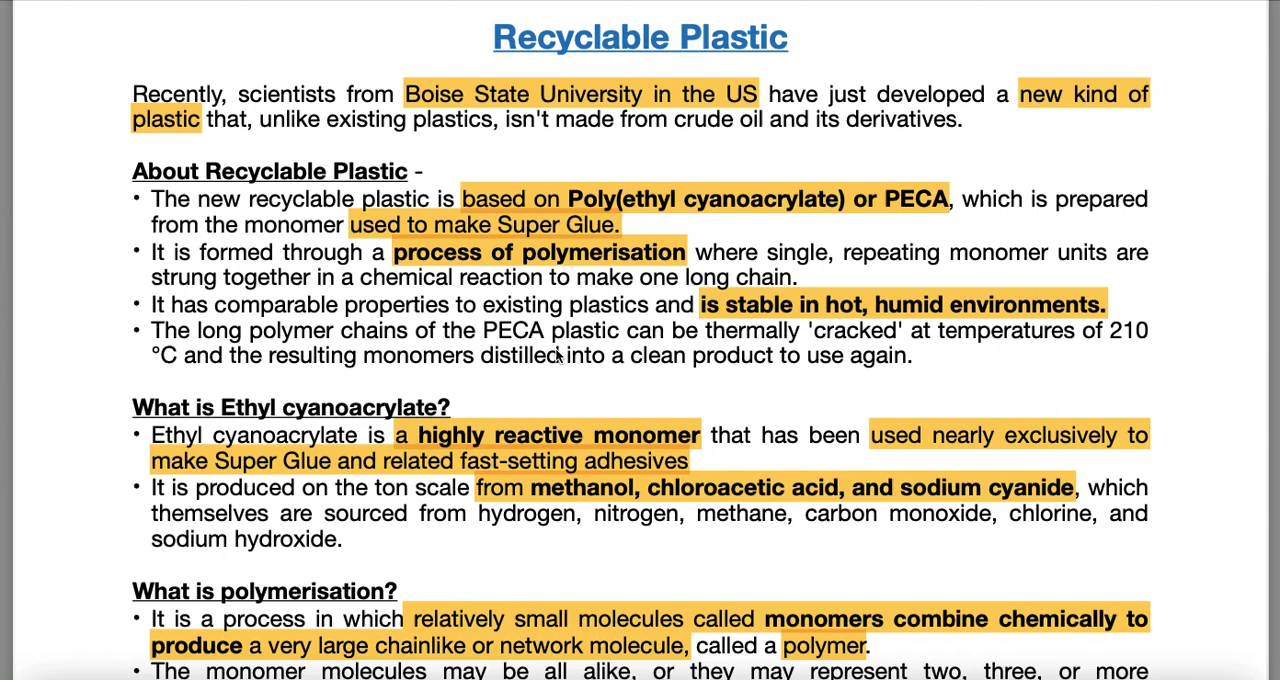 Recyclable Plastic
Recently, scientists from Boise State University in the US have just developed a new kind of
plastic that, unlike existing plastics, isn't made from crude oil and its derivatives.
About Recyclable Plastic -
• The new recyclable plastic is based on Poly(ethyl cyanoacrylate) or PECA, which is prepared
from the monomer used to make Super Glue.
• It is formed through a process of polymerisation where single, repeating monomer units are
strung together in a chemical reaction to make one long chain.
• It has comparable properties to existing plastics and is stable in hot, humid environments.
• The long polymer chains of the PECA plastic can be thermally 'cracked' at temperatures of 210
°C and the resulting monomers distilled into a clean product to use again.
What is Ethyl cyanoacrylate?
• Ethyl cyanoacrylate is a highly reactive monomer that has been used nearly exclusively to
make Super Glue and related fast-setting adhesives
• It is produced on the ton scale from methanol, chloroacetic acid, and sodium cyanide, which
themselves are sourced from hydrogen, nitrogen, methane, carbon monoxide, chlorine, and
sodium hydroxide.
What is polymerisation?
• It is a process in which relatively small molecules called monomers combine chemically to
produce a very large chainlike or network molecule, called a polymer.
• The monomer molecules may be all alike, or they may represent two, three, or more